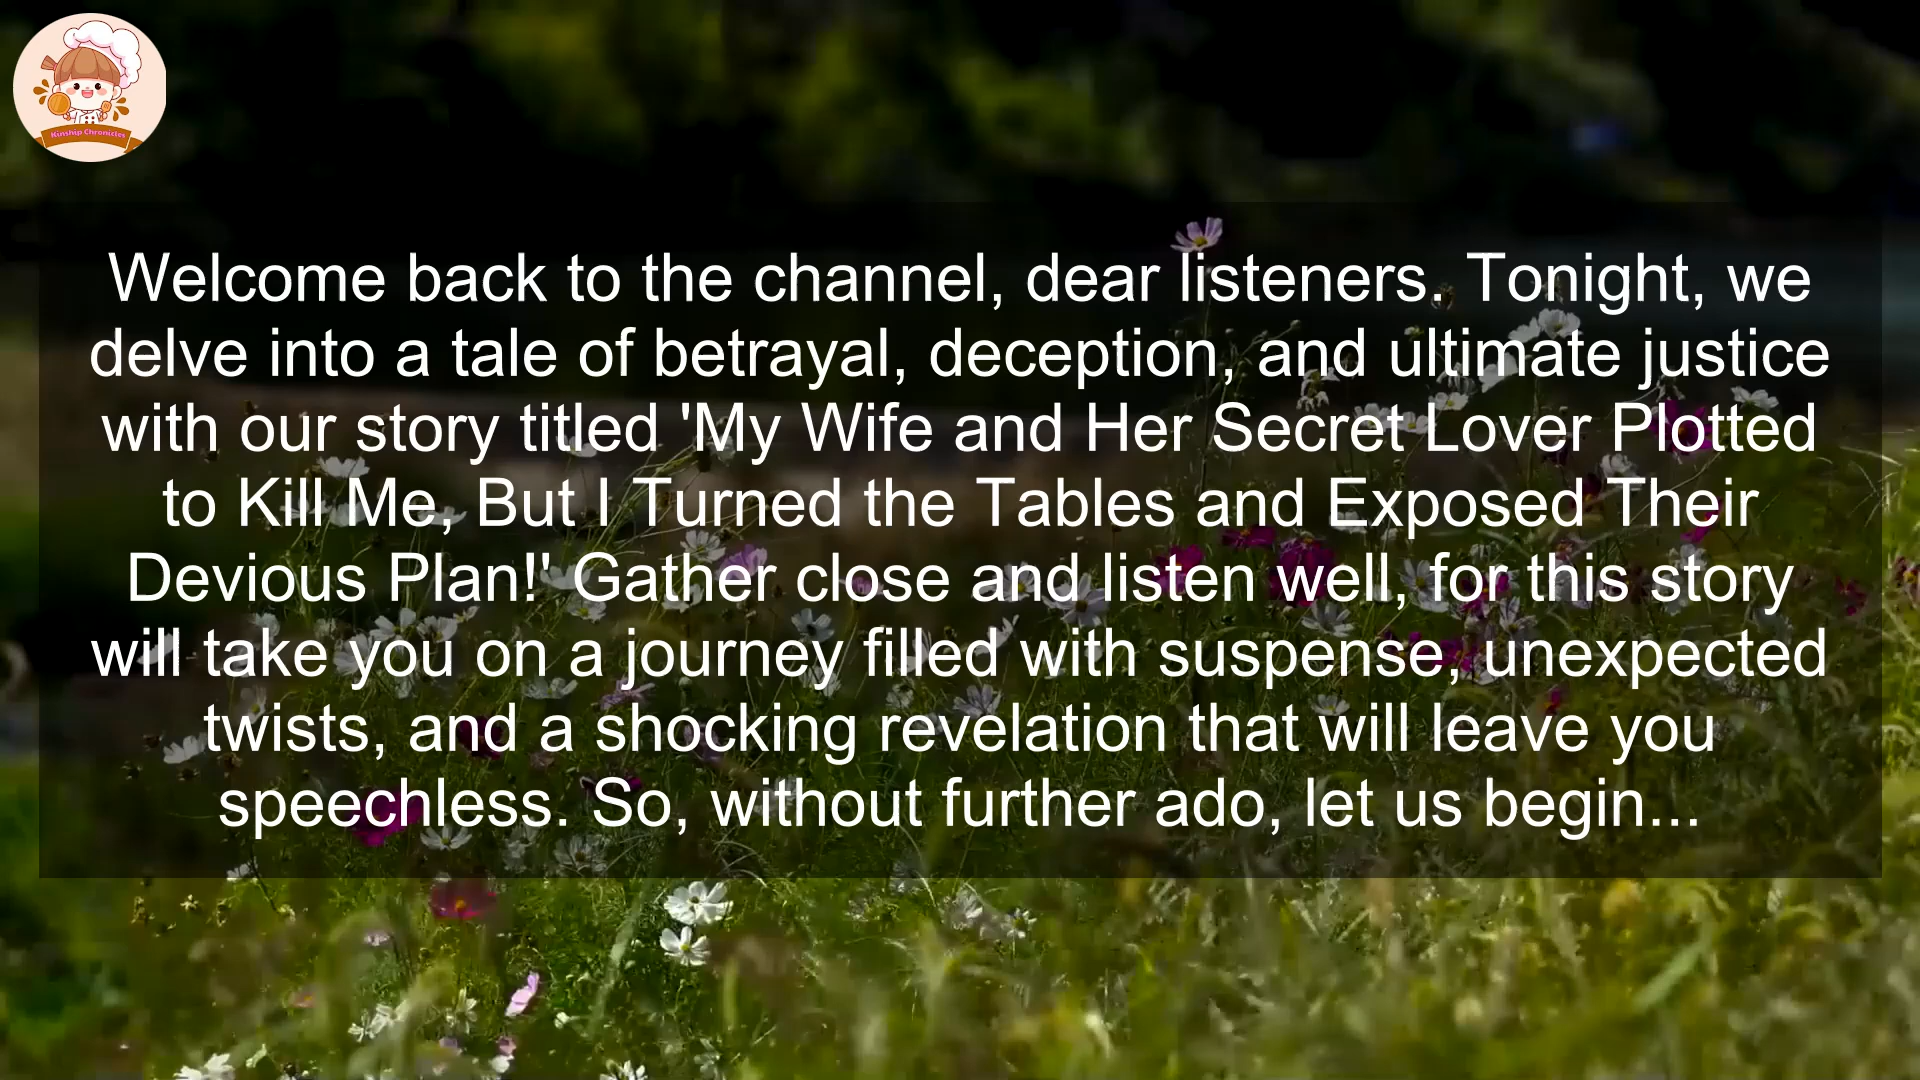 Kinship Chronicles
Welcome back to the channel, dear listeners. Tonight, we
delve into a tale of betrayal, deception, and ultimate justice
with our story titled 'My Wife and Her Secret Lover Plotted
to Kill Me, But I Turned the Tables and Exposed Their
Devious Plan!' Gather close and listen well, for this story
will take you on a journey filled with suspense, unexpected
twists, and a shocking revelation that will leave you
speechless. So, without further ado, let us begin...